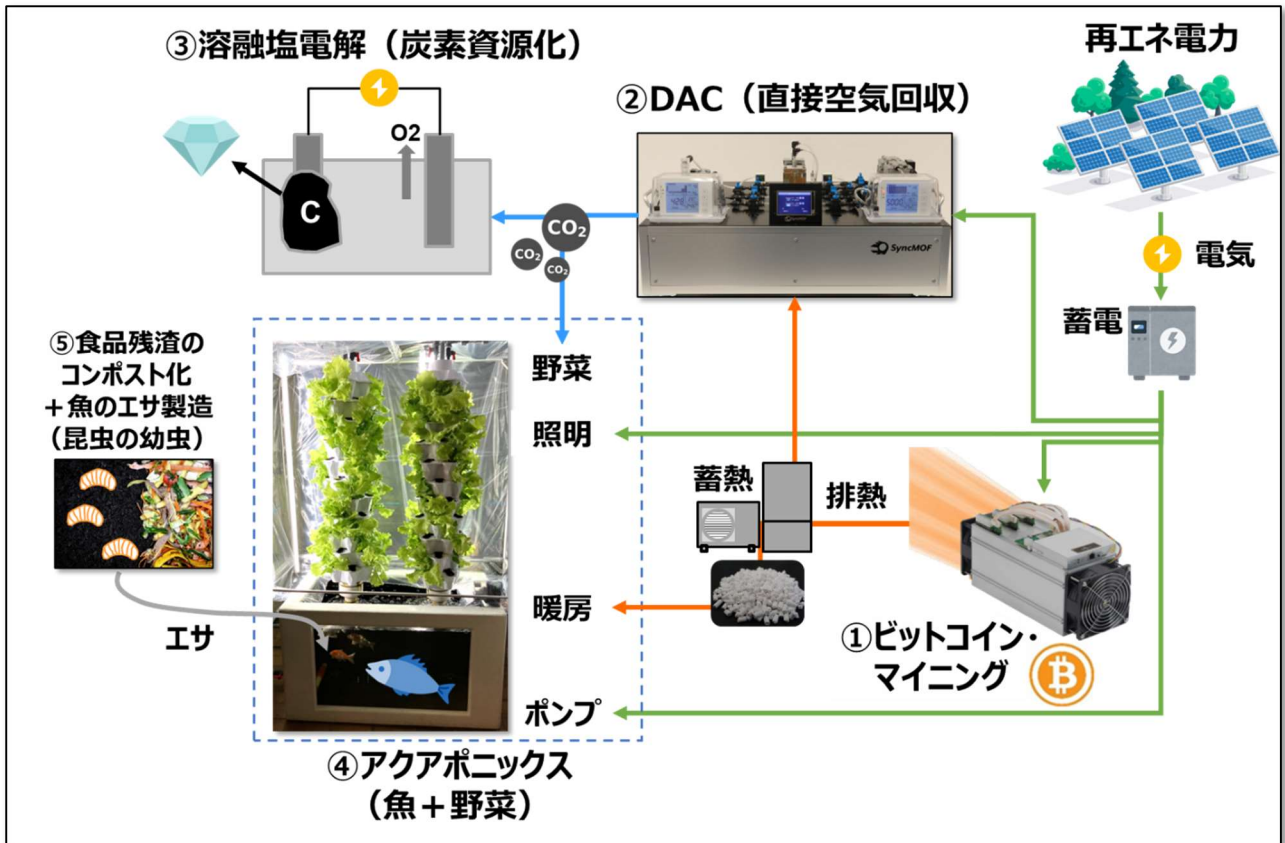 ③溶融塩電解（炭素資源化）
再エネ電力
②DAC（直接空気回収）
O2
C
CO₂
CO₂
CO₂
SyncMOF
電気
蓄電
⑤食品残渣の
コンポスト化
＋魚のエサ製造
（昆虫の幼虫）
野菜
照明
蓄熱
排熱
暖房
エサ
①ビットコイン・
マイニング
ポンプ
④アクアポニックス
（魚＋野菜）